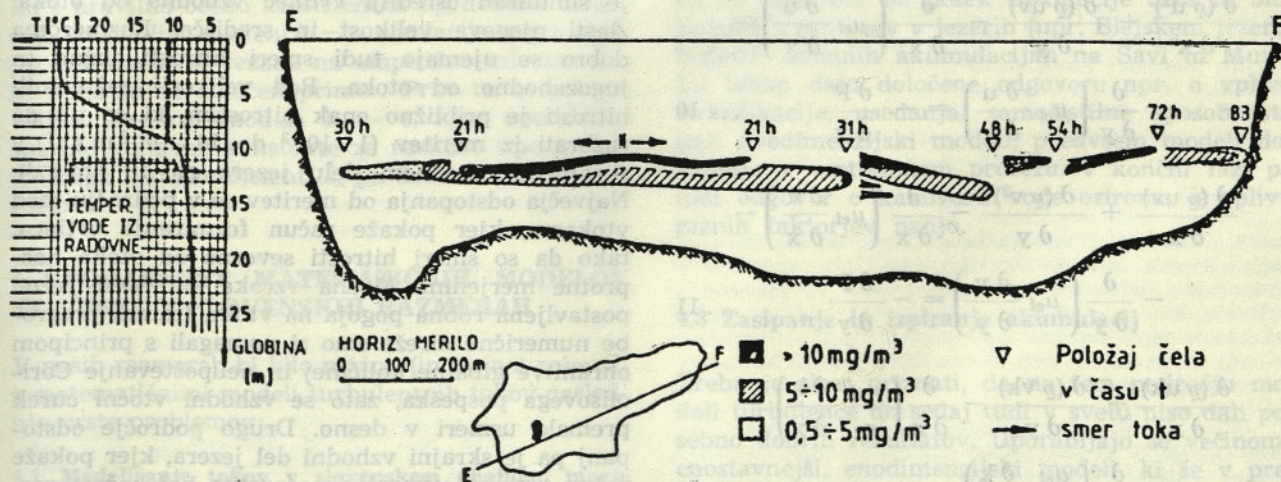 T[°C] 20 15 10
E
F
0
5
10
15
20
25
GLOBINA
[m]
TEMPER.
VODE IZ
RADOVNE
30 h
21 h
21 h
31 h
48 h
54 h
72 h
83
HORIZ MERILO
0 100 200 m
F
E
> 10 mg/m³
5÷10 mg/m³
0,5÷5 mg/m³
▽ Položaj čela
v času
→ smer toka